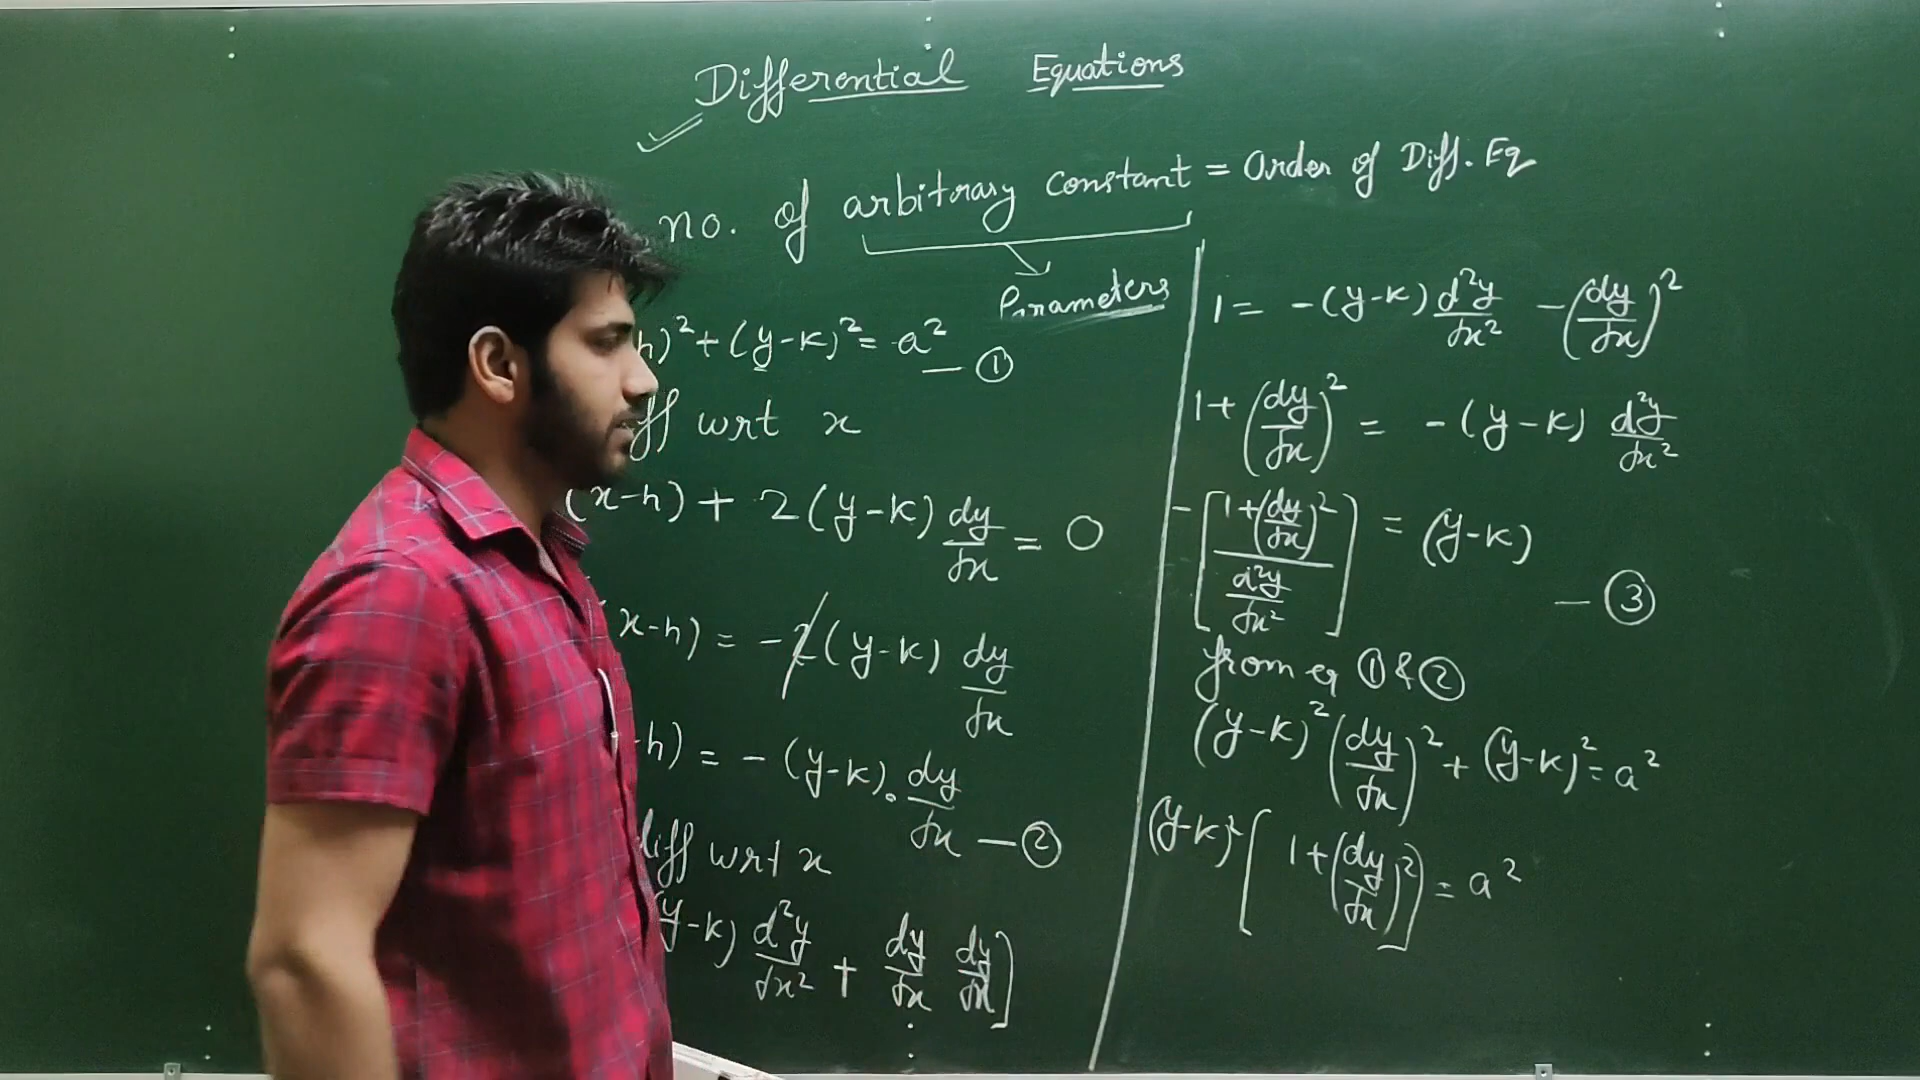 Differential Equations
no. of arbitrary constant = Order of Diff. Eq
Parameters
h)² + (y-k)² = a² — ①
ff wrt x
(x-h) + 2(y-k) dy/dx = 0
(x-h) = -2(y-k) dy/dx
-h) = -(y-k). dy/dx — ②
diff wrt x
(y-k) d²y/dx² + dy/dx dy/dx]
1 = -(y-k) d²y/dx² - (dy/dx)²
1+ (dy/dx)² = -(y-k) d²y/dx²
-[1+(dy/dx)² / d²y/dx²] = (y-k) — ③
from eq ① & ②
(y-k)² (dy/dx)² + (y-k)² = a²
(y-k)² [1+(dy/dx)²] = a²